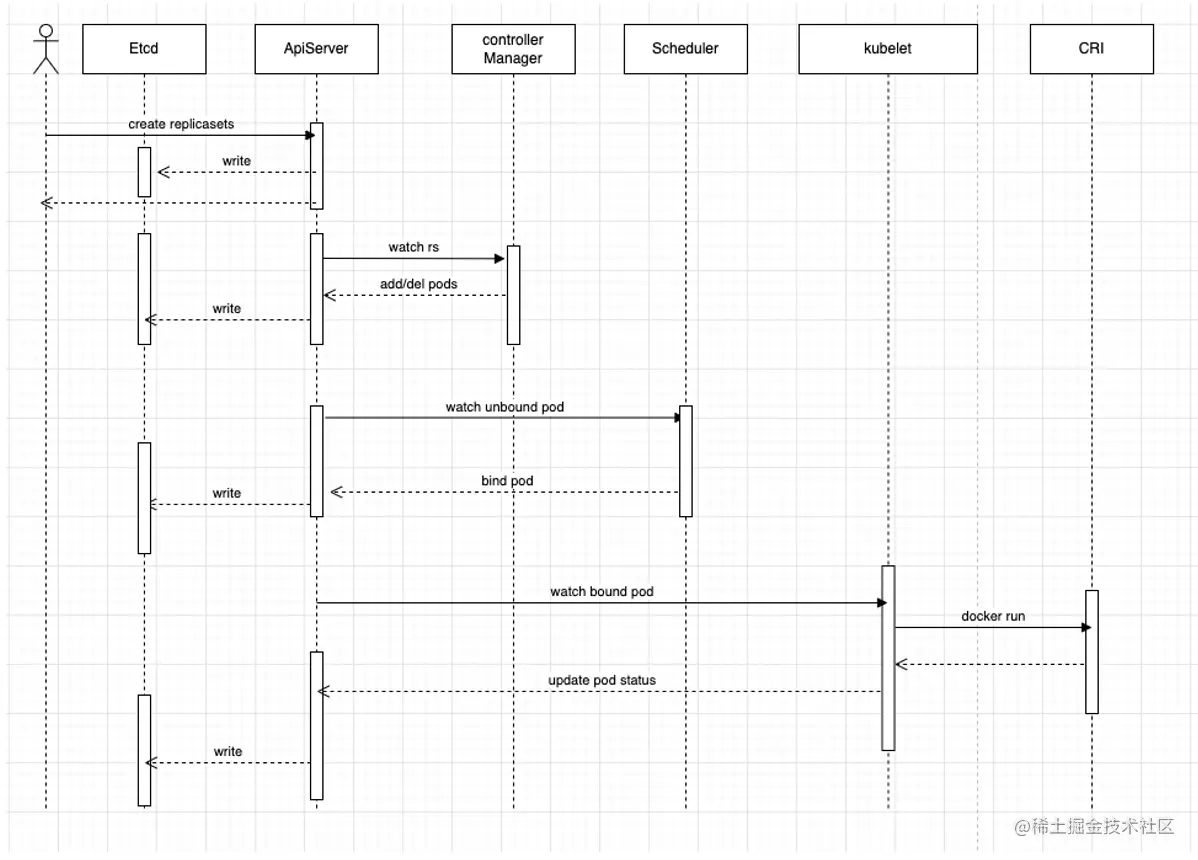 Etcd
ApiServer
controller
Manager
Scheduler
kubelet
CRI
create replicasets
write
watch rs
add/del pods
write
watch unbound pod
bind pod
write
watch bound pod
docker run
update pod status
write
@稀土掘金技术社区